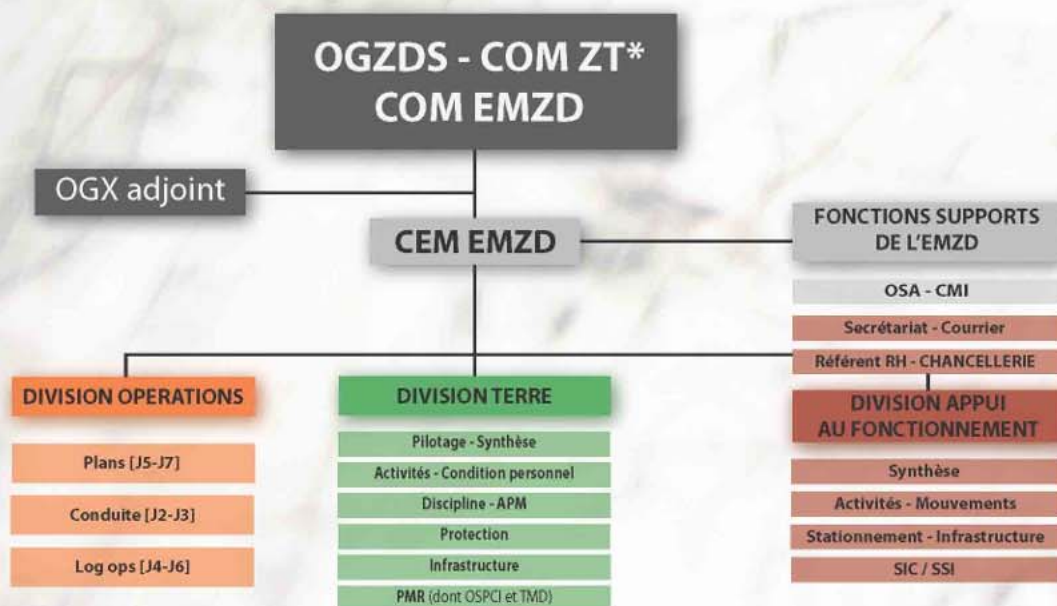 OGZDS - COM ZT*
COM EMZD
OGX adjoint
CEM EMZD
FONCTIONS SUPPORTS
DE L'EMZD
OSA - CMI
Secrétariat - Courrier
Référent RH - CHANCELLERIE
DIVISION OPERATIONS
Plans [J5-J7]
Conduite [J2-J3]
Log ops [J4-J6]
DIVISION TERRE
Pilotage - Synthèse
Activités - Condition personnel
Discipline - APM
Protection
Infrastructure
PMR (dont OSPCI et TMD)
DIVISION APPUI
AU FONCTIONNEMENT
Synthèse
Activités - Mouvements
Stationnement - Infrastructure
SIC / SSI